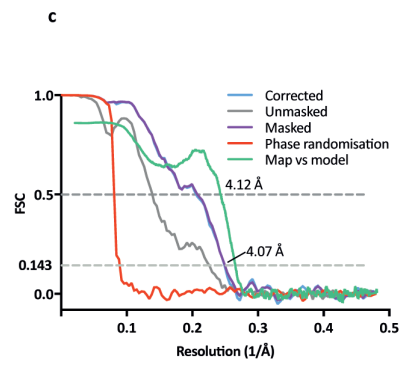 c
1.0
0.5
0.143
0.0
FSC
Corrected
Unmasked
Masked
Phase randomisation
Map vs model
4.12 Å
4.07 Å
0.1
0.2
0.3
0.4
0.5
Resolution (1/Å)